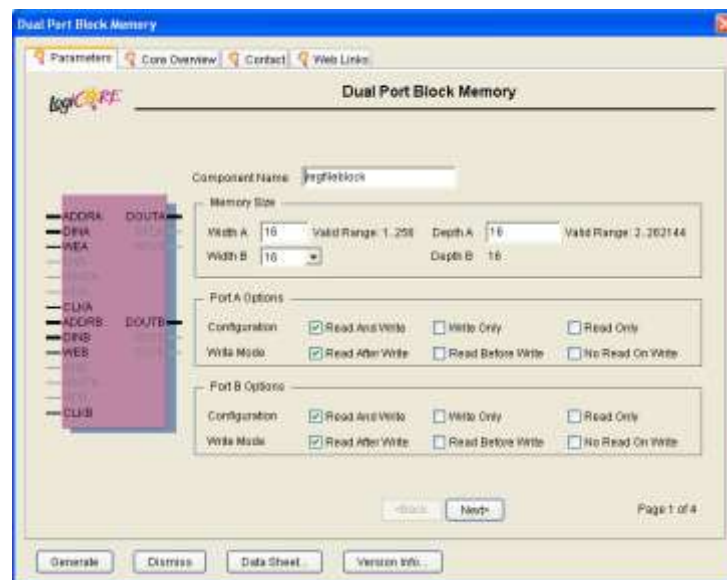 Dual Port Block Memory
Parameters Core Overview Contact Web Links
logiCORE
Dual Port Block Memory
Component Name regfileblock
Memory Size
Width A 16 Valid Range: 1..256 Depth A 16 Valid Range: 2..262144
Width B 16 Depth B 16
ADDRA DOUTA
DINA
WEA
CLKA
ADDRB DOUTB
DINB
WEB
CLKB
Port A Options
Configuration Read And Write Write Only Read Only
Write Mode Read After Write Read Before Write No Read On Write
Port B Options
Configuration Read And Write Write Only Read Only
Write Mode Read After Write Read Before Write No Read On Write
<Back Next> Page 1 of 4
Generate Dismiss Data Sheet... Version Info...